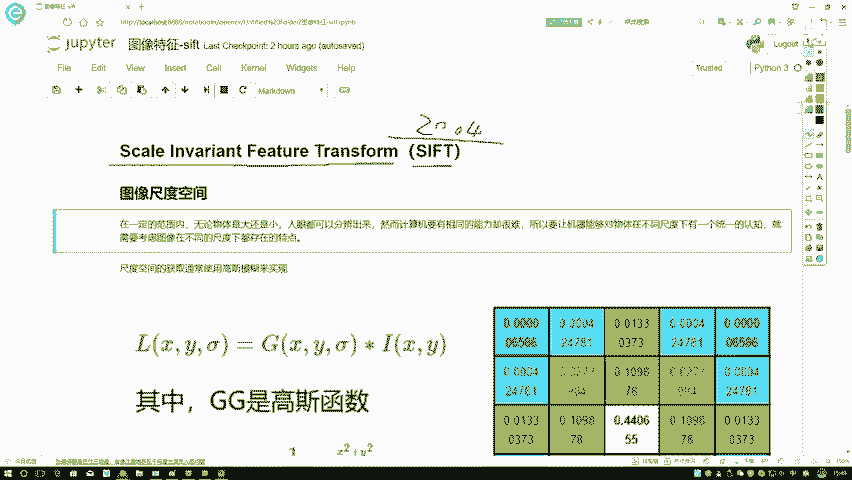 图像特征-sift
jupyter 图像特征-sift Last Checkpoint: 2 hours ago (autosaved)
Logout
File Edit View Insert Cell Kernel Widgets Help
Trusted Python 3
Markdown
2004
Scale Invariant Feature Transform (SIFT)
图像尺度空间
在一定的范围内,无论物体是大还是小,人眼都可以分辨出来,然而计算机要有相同的能力却很难,所以要让机器能够对物体在不同尺度下有一个统一的认知,就
需要考虑图像在不同的尺度下都存在的特点。
尺度空间的获取通常使用高斯模糊来实现
L(x, y, σ) = G(x, y, σ) * I(x, y)
其中,GG是高斯函数
1 x² + y²
0.0000 0.0004 0.0133 0.0004 0.0000
06586 24781 0373 24781 06586
0.0004 0.1098 0.0004
24781 78 24781
0.0133 0.1098 0.4406 0.1098 0.0133
0373 78 55 78 0373